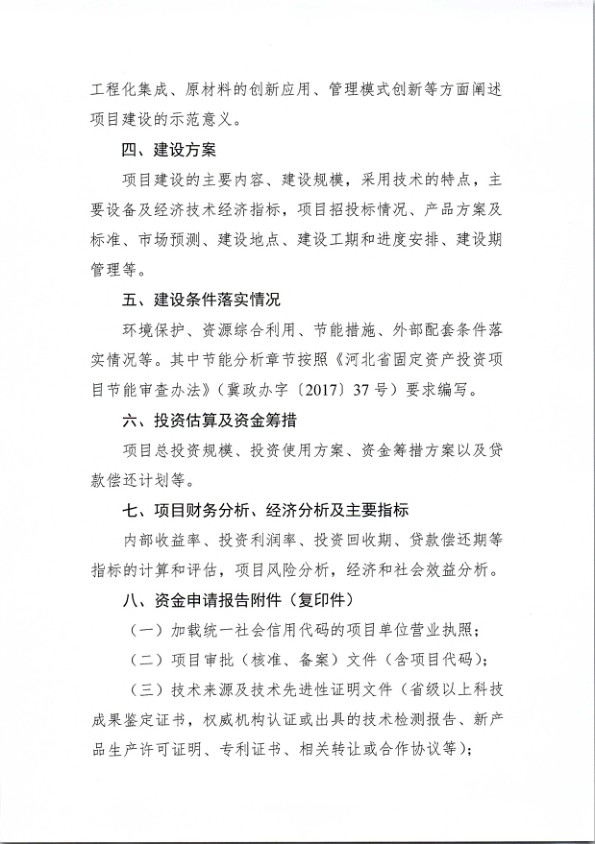 工程化集成、原材料的创新应用、管理模式创新等方面阐述
项目建设的示范意义。
四、建设方案
项目建设的主要内容、建设规模，采用技术的特点，主
要设备及经济技术经济指标，项目招投标情况、产品方案及
标准、市场预测、建设地点、建设工期和进度安排、建设期
管理等。
五、建设条件落实情况
环境保护、资源综合利用、节能措施、外部配套条件落
实情况等。其中节能分析章节按照《河北省固定资产投资项
目节能审查办法》（冀政办字〔2017〕37 号）要求编写。
六、投资估算及资金筹措
项目总投资规模、投资使用方案、资金筹措方案以及贷
款偿还计划等。
七、项目财务分析、经济分析及主要指标
内部收益率、投资利润率、投资回收期、贷款偿还期等
指标的计算和评估，项目风险分析，经济和社会效益分析。
八、资金申请报告附件（复印件）
（一）加载统一社会信用代码的项目单位营业执照；
（二）项目审批（核准、备案）文件（含项目代码）；
（三）技术来源及技术先进性证明文件（省级以上科技
成果鉴定证书，权威机构认证或出具的技术检测报告、新产
品生产许可证明、专利证书、相关转让或合作协议等）；